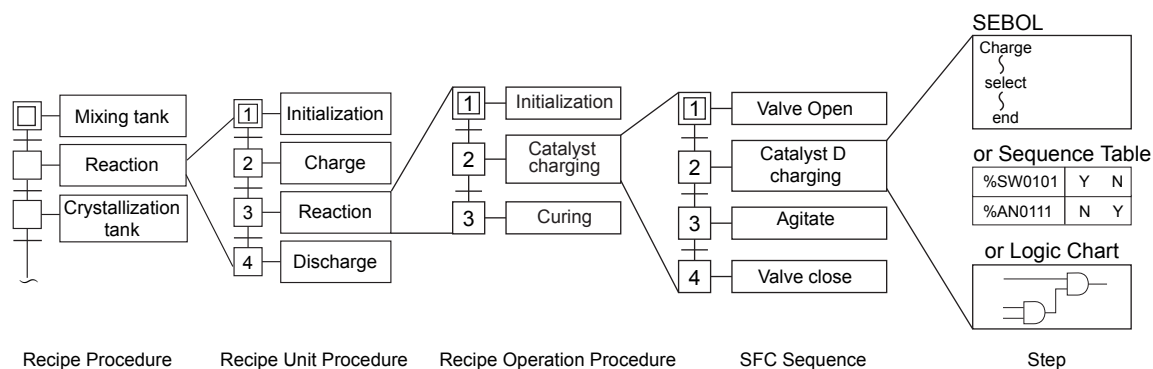 Mixing tank
Reaction
Crystallization
tank
1
Initialization
2
Charge
3
Reaction
4
Discharge
1
Initialization
2
Catalyst
charging
3
Curing
1
Valve Open
2
Catalyst D
charging
3
Agitate
4
Valve close
SEBOL
Charge
select
end
or Sequence Table
%SW0101 Y N
%AN0111 N Y
or Logic Chart
Recipe Procedure
Recipe Unit Procedure
Recipe Operation Procedure
SFC Sequence
Step